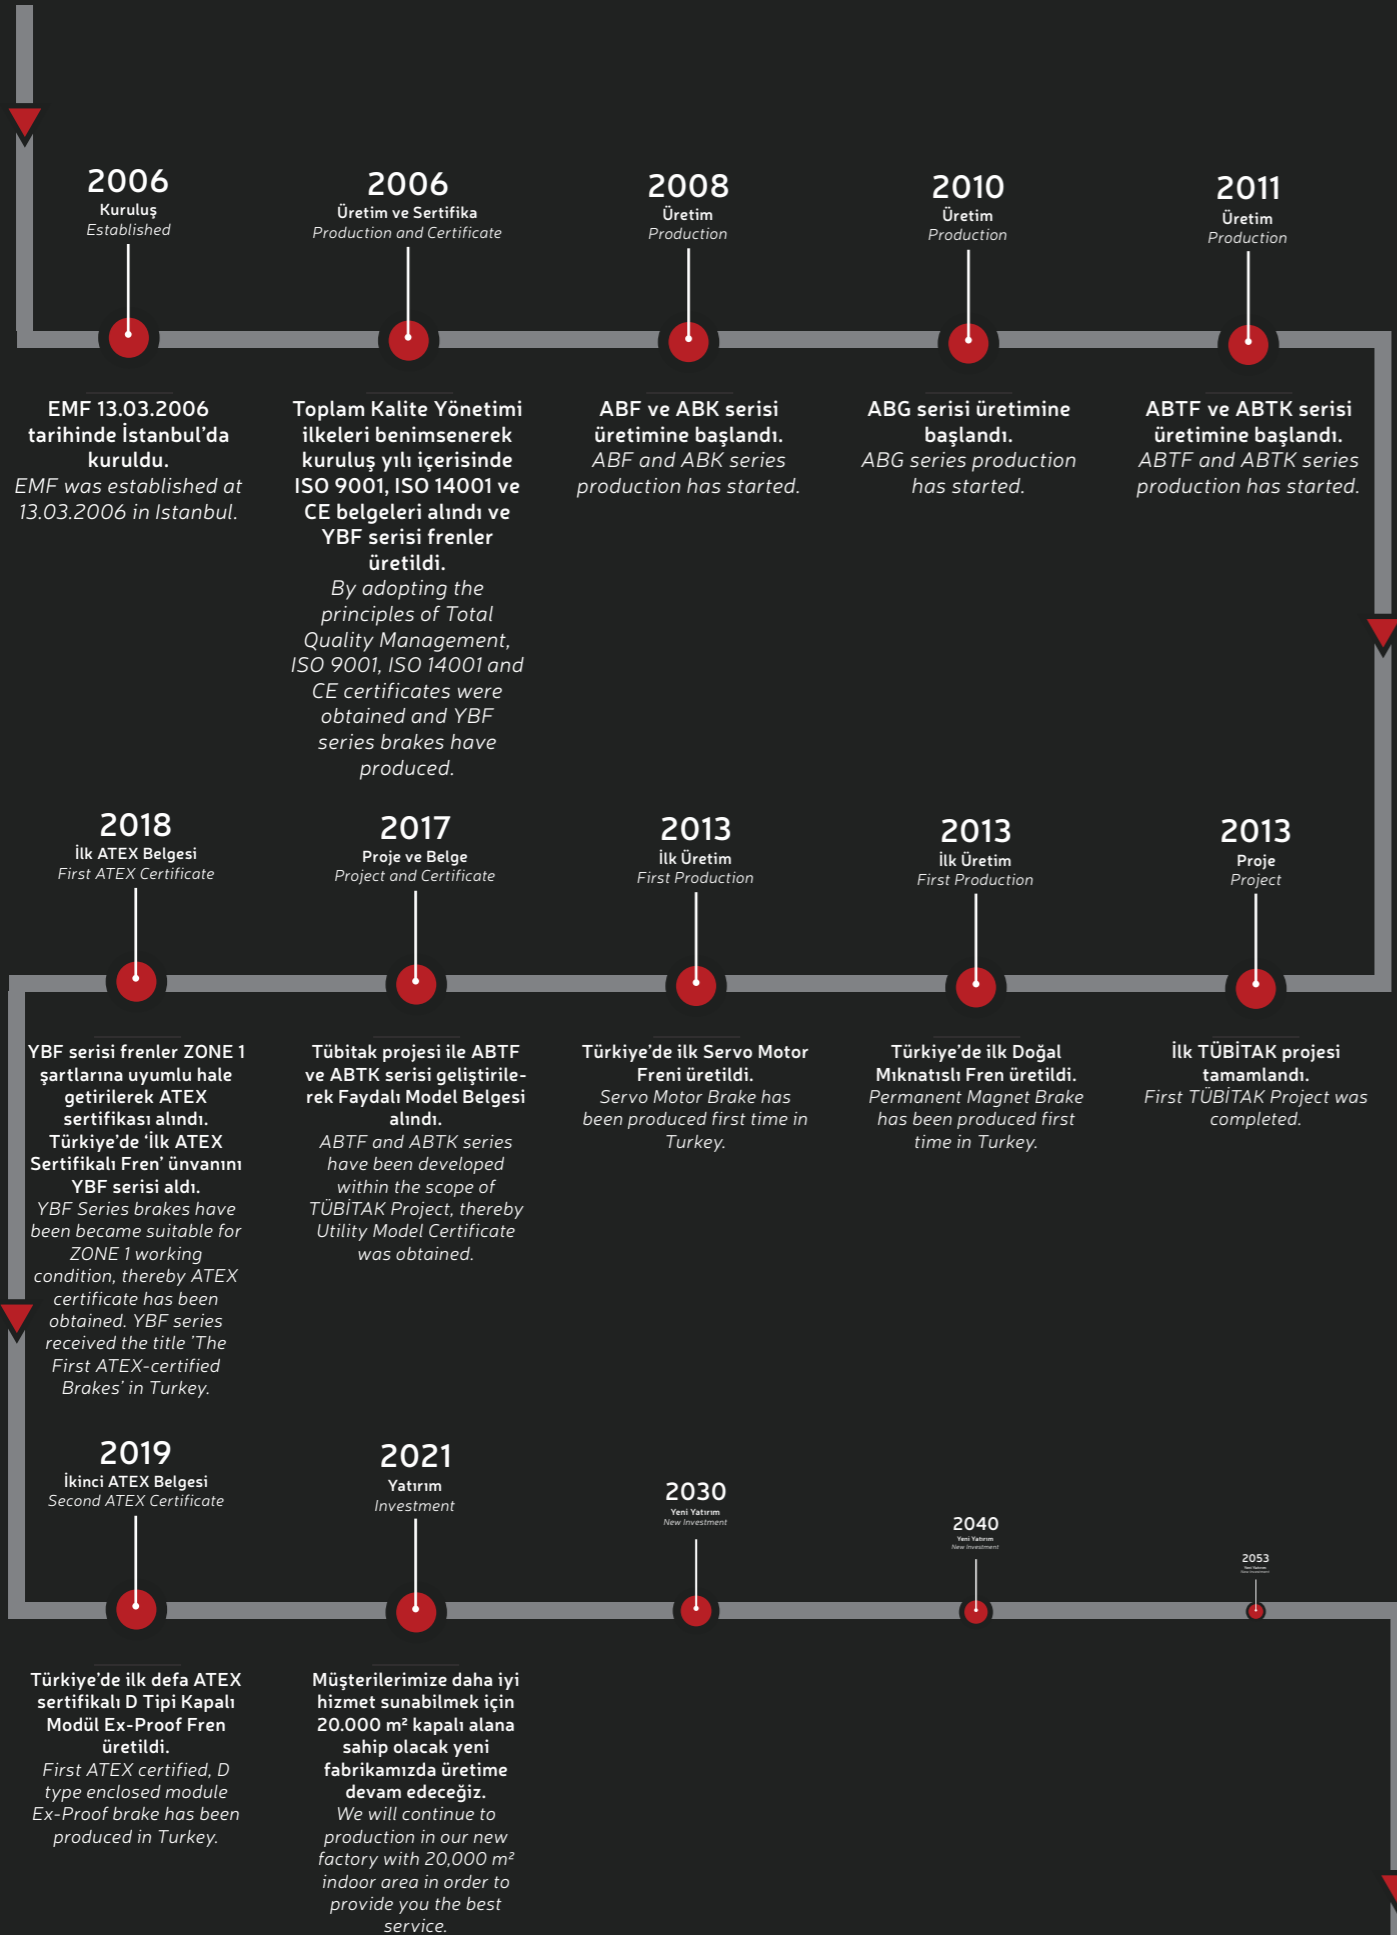 2006
Kuruluş
Established
EMF 13.03.2006
tarihinde İstanbul’da
kuruldu.
EMF was established at
13.03.2006 in Istanbul.
2006
Üretim ve Sertifika
Production and Certificate
Toplam Kalite Yönetimi
ilkeleri benimsenerek
kuruluş yılı içerisinde
ISO 9001, ISO 14001 ve
CE belgeleri alındı ve
YBF serisi frenler
üretildi.
By adopting the
principles of Total
Quality Management,
ISO 9001, ISO 14001 and
CE certificates were
obtained and YBF
series brakes have
produced.
2008
Üretim
Production
ABF ve ABK serisi
üretimine başlandı.
ABF and ABK series
production has started.
2010
Üretim
Production
ABG serisi üretimine
başlandı.
ABG series production
has started.
2011
Üretim
Production
ABTF ve ABTK serisi
üretimine başlandı.
ABTF and ABTK series
production has started.
2018
İlk ATEX Belgesi
First ATEX Certificate
YBF serisi frenler ZONE 1
şartlarına uyumlu hale
getirilerek ATEX
sertifikası alındı.
Türkiye’de ‘İlk ATEX
Sertifikalı Fren’ ünvanını
YBF serisi aldı.
YBF Series brakes have
been became suitable for
ZONE 1 working
condition, thereby ATEX
certificate has been
obtained. YBF series
received the title ’The
First ATEX-certified
Brakes’ in Turkey.
2017
Proje ve Belge
Project and Certificate
Tübitak projesi ile ABTF
ve ABTK serisi geliştirile-
rek Faydalı Model Belgesi
alındı.
ABTF and ABTK series
have been developed
within the scope of
TÜBİTAK Project, thereby
Utility Model Certificate
was obtained.
2013
İlk Üretim
First Production
Türkiye’de ilk Servo Motor
Freni üretildi.
Servo Motor Brake has
been produced first time in
Turkey.
2013
İlk Üretim
First Production
Türkiye’de ilk Doğal
Mıknatıslı Fren üretildi.
Permanent Magnet Brake
has been produced first
time in Turkey.
2013
Proje
Project
İlk TÜBİTAK projesi
tamamlandı.
First TÜBİTAK Project was
completed.
2019
İkinci ATEX Belgesi
Second ATEX Certificate
Türkiye’de ilk defa ATEX
sertifikalı D Tipi Kapalı
Modül Ex-Proof Fren
üretildi.
First ATEX certified, D
type enclosed module
Ex-Proof brake has been
produced in Turkey.
2021
Yatırım
Investment
Müşterilerimize daha iyi
hizmet sunabilmek için
20.000 m² kapalı alana
sahip olacak yeni
fabrikamızda üretime
devam edeceğiz.
We will continue to
production in our new
factory with 20,000 m²
indoor area in order to
provide you the best
service.
2030
Yeni Yatırım
New Investment
2040
Yeni Yatırım
New Investment
2053
Yeni Yatırım
New Investment